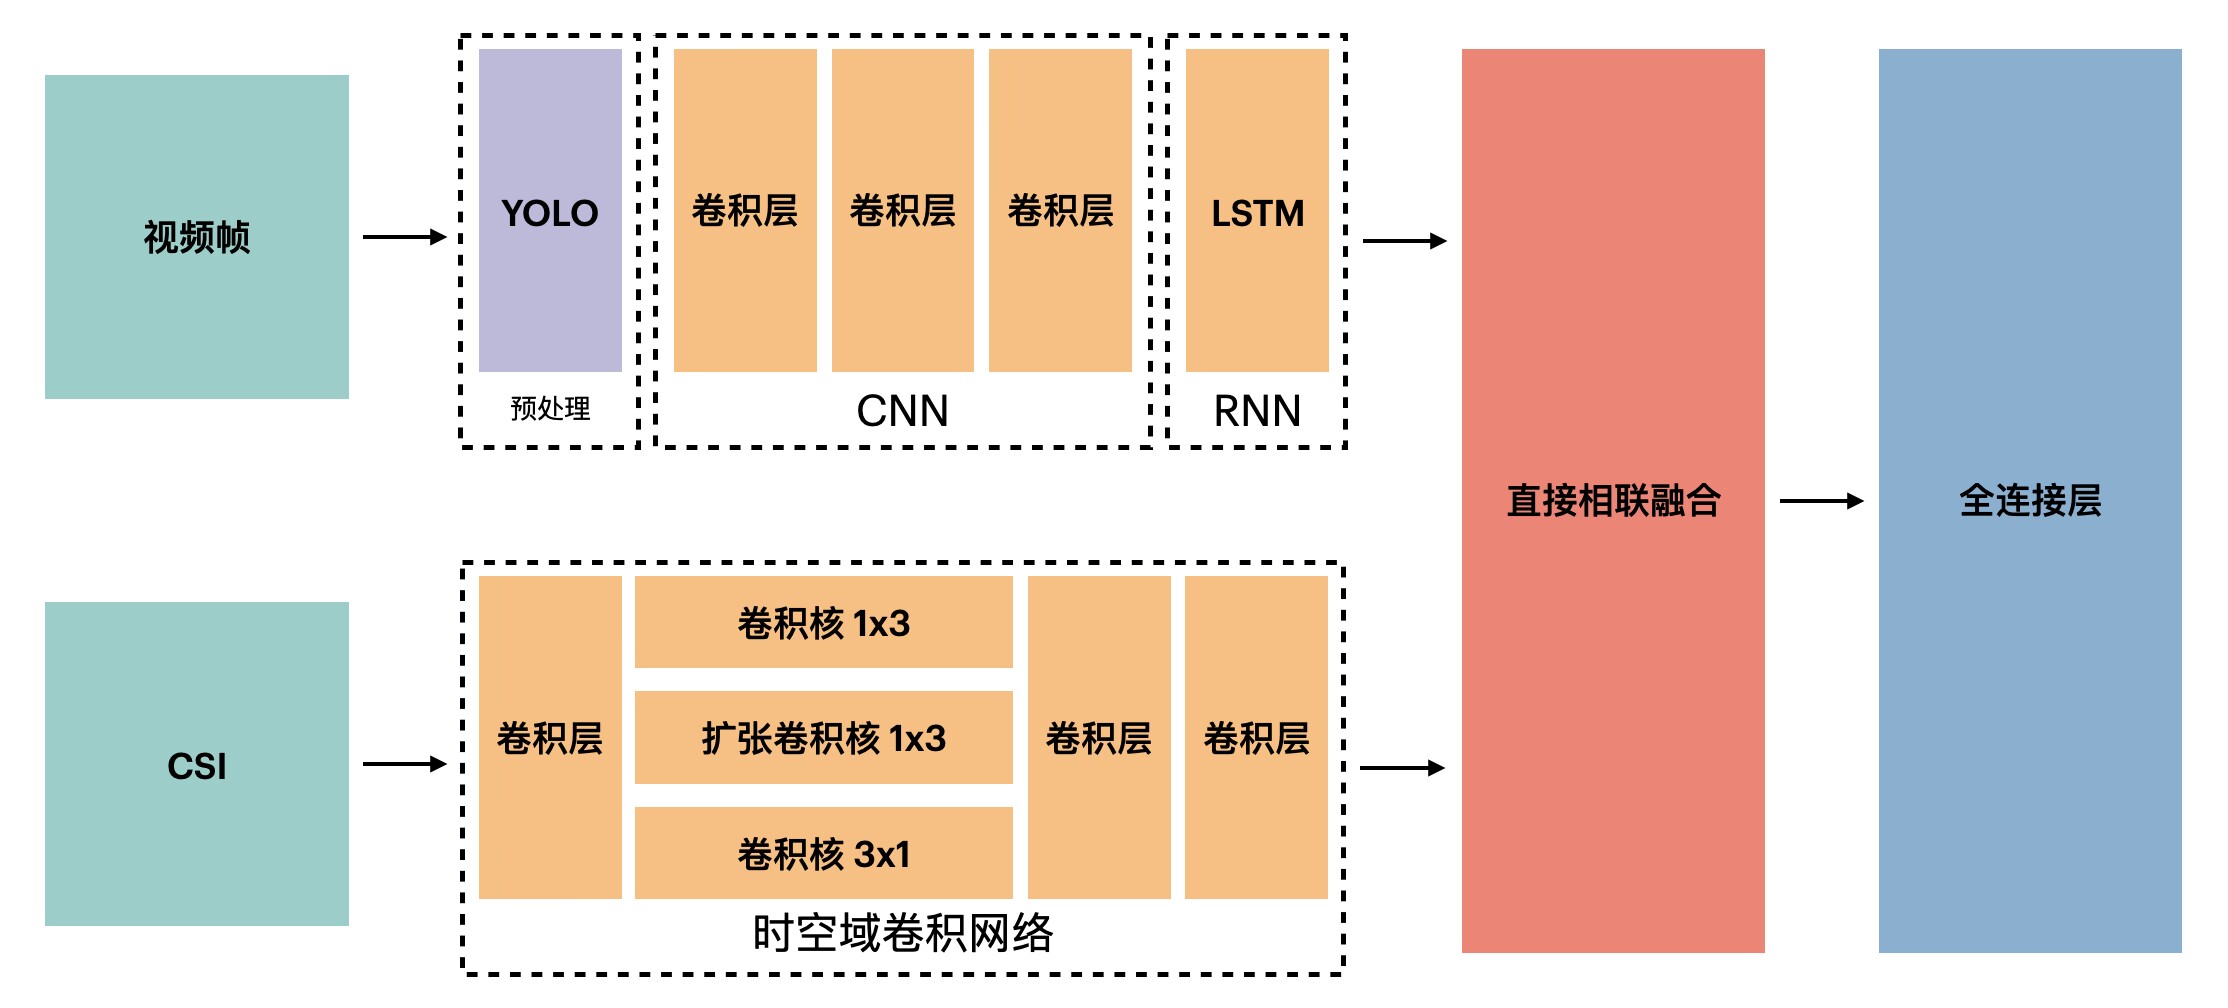 视频帧
YOLO
预处理
卷积层
卷积层
卷积层
CNN
LSTM
RNN
CSI
卷积层
卷积核 1x3
扩张卷积核 1x3
卷积核 3x1
卷积层
卷积层
时空域卷积网络
直接相联融合
全连接层